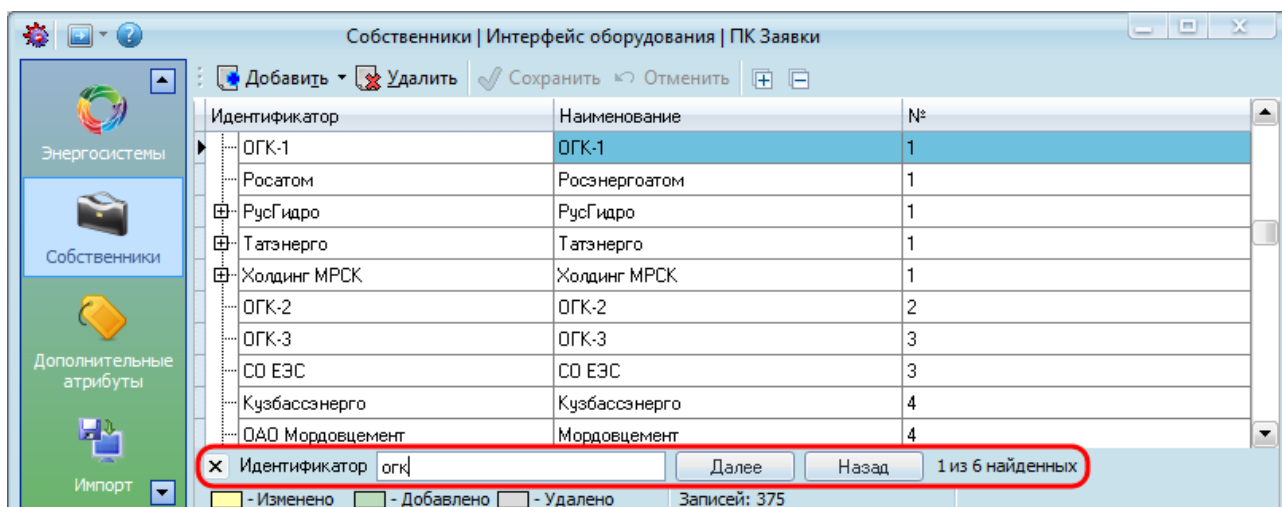 Собственники | Интерфейс оборудования | ПК Заявки
Добавить Удалить Сохранить Отменить
Энергосистемы
Собственники
Дополнительные
атрибуты
Импорт
Идентификатор Наименование №
ОГК-1 ОГК-1 1
Росатом Росэнергоатом 1
РусГидро РусГидро 1
Татэнерго Татэнерго 1
Холдинг МРСК Холдинг МРСК 1
ОГК-2 ОГК-2 2
ОГК-3 ОГК-3 3
СО ЕЭС СО ЕЭС 3
Кузбассэнерго Кузбассэнерго 4
ОАО Мордовцемент Мордовцемент 4
Идентификатор огк Далее Назад 1 из 6 найденных
- Изменено - Добавлено - Удалено Записей: 375